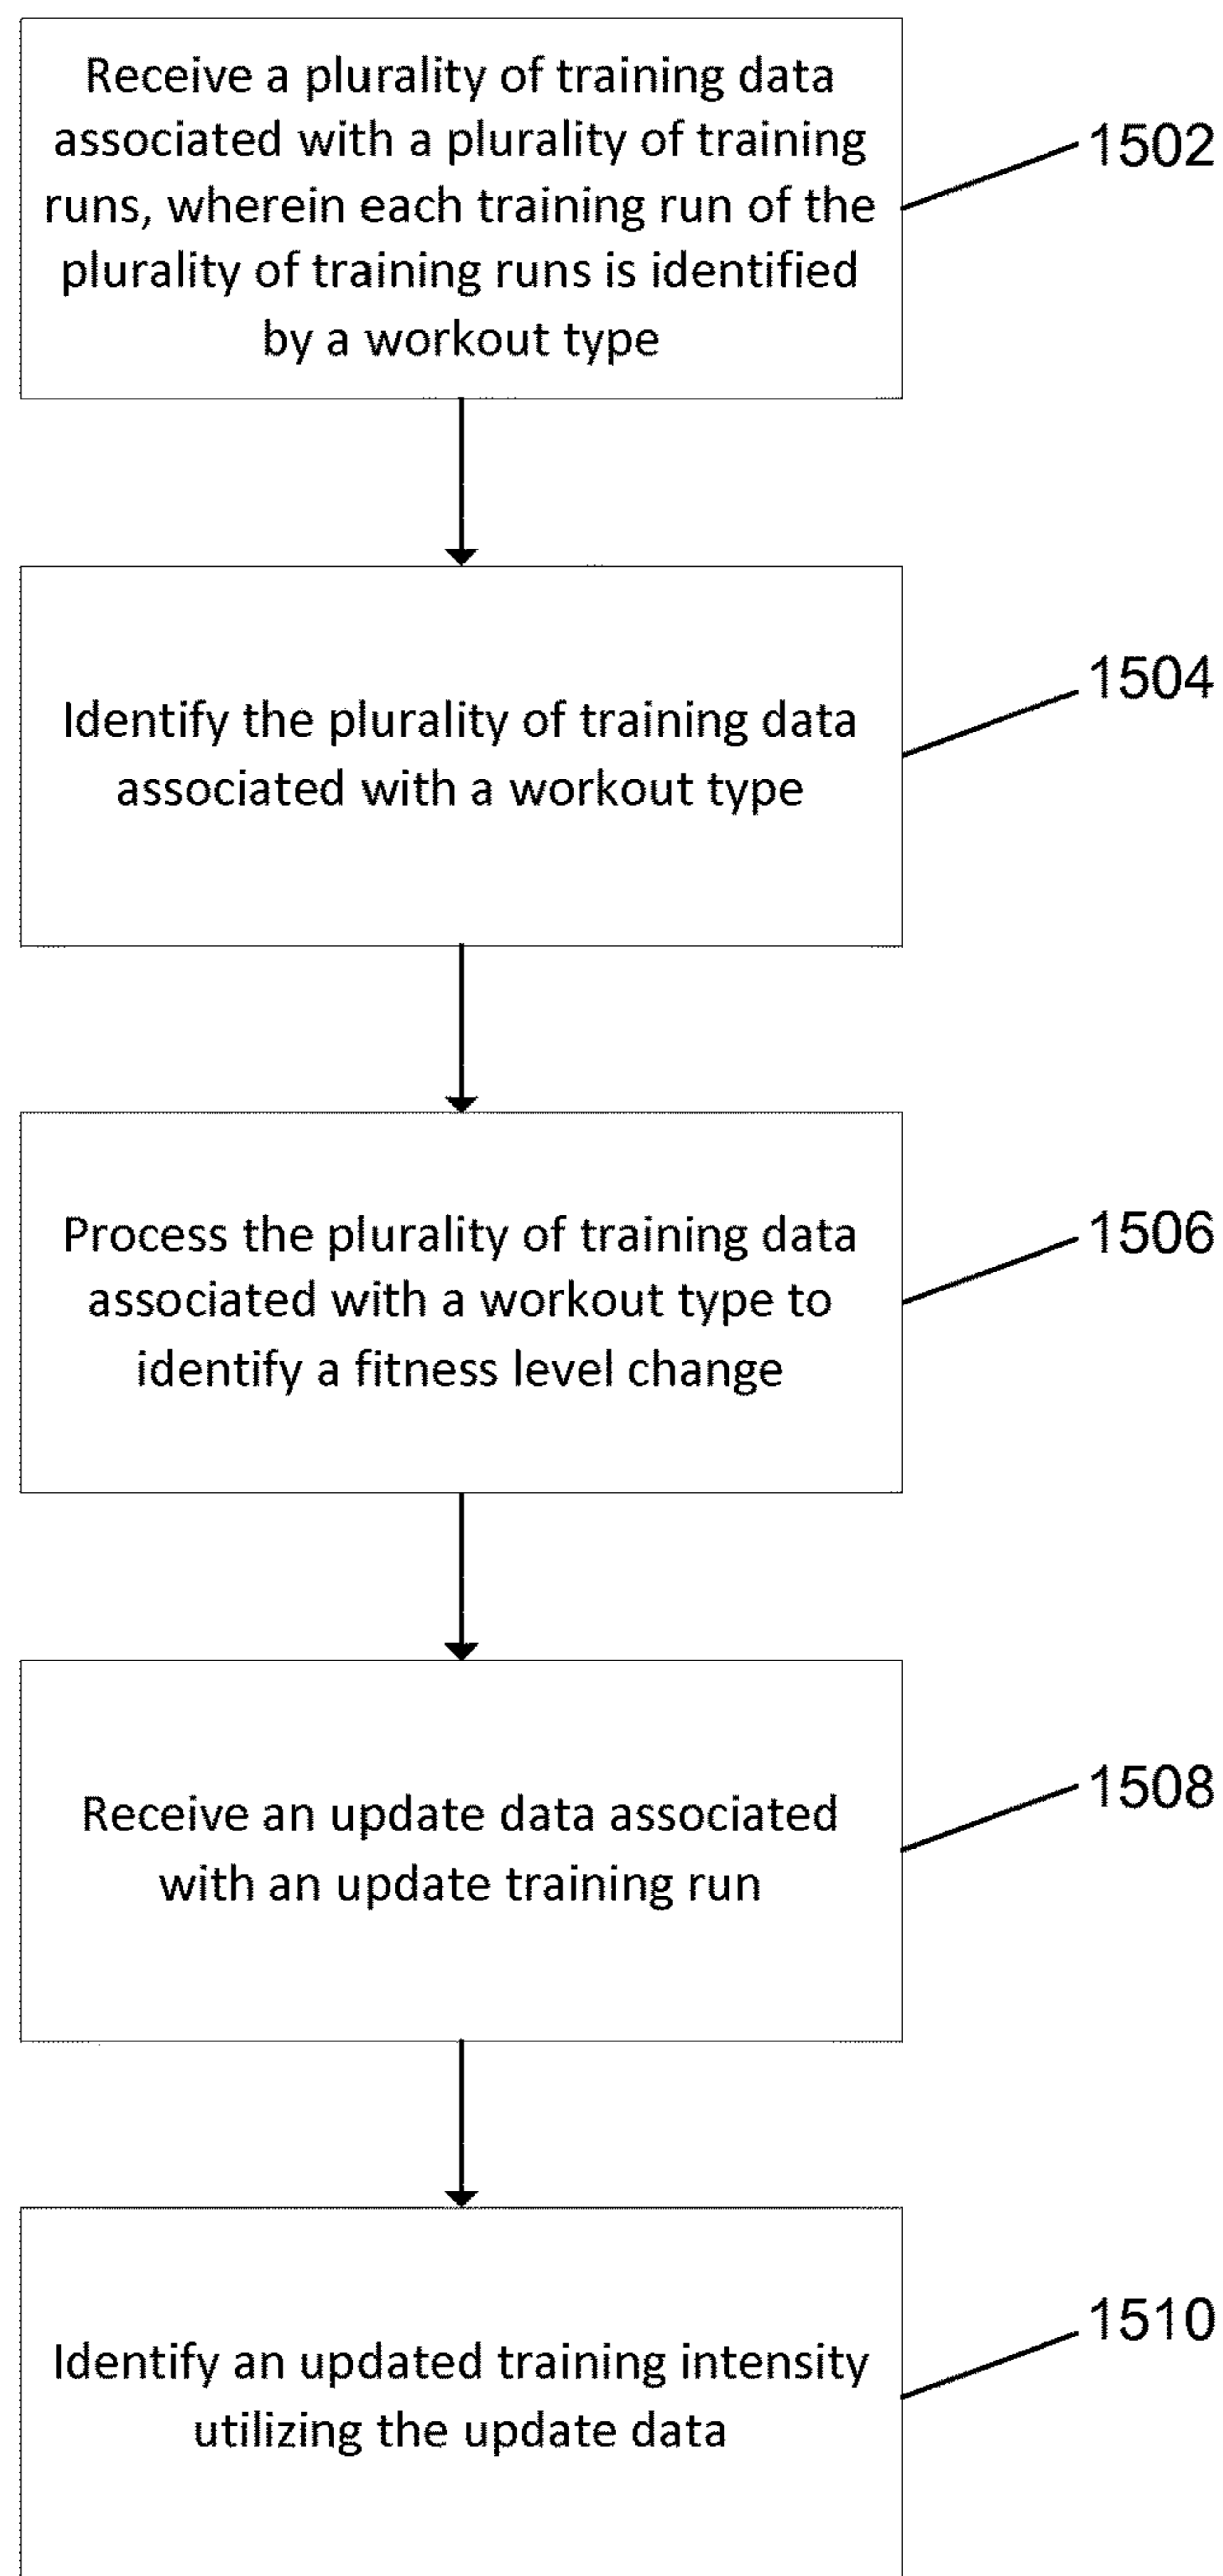 Receive a plurality of training data
associated with a plurality of training
runs, wherein each training run of the
plurality of training runs is identified
by a workout type
1502
Identify the plurality of training data
associated with a workout type
1504
Process the plurality of training data
associated with a workout type to
identify a fitness level change
1506
Receive an update data associated
with an update training run
1508
Identify an updated training intensity
utilizing the update data
1510